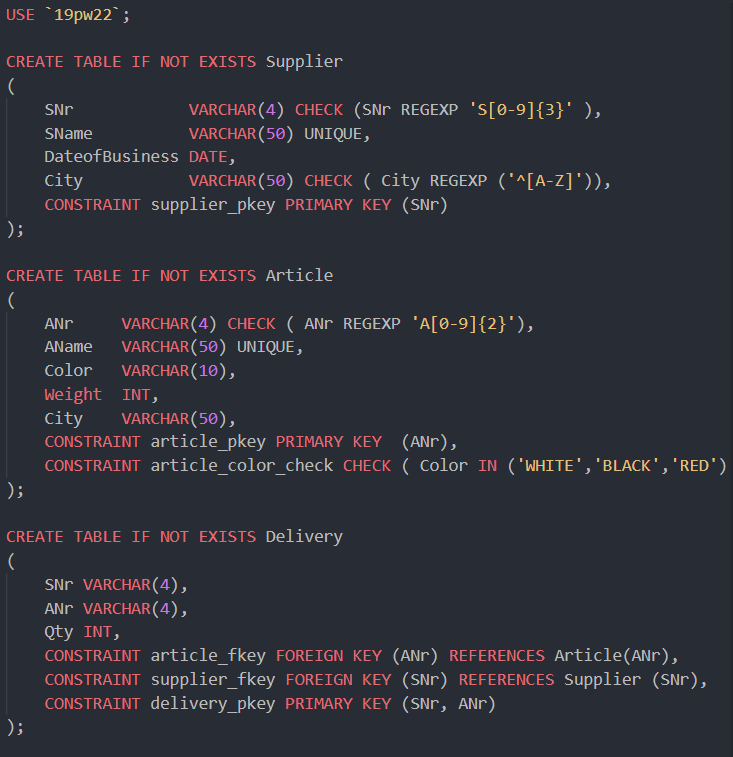 USE `19pw22`;
CREATE TABLE IF NOT EXISTS Supplier
(
    SNr            VARCHAR(4) CHECK (SNr REGEXP 'S[0-9]{3}' ),
    SName          VARCHAR(50) UNIQUE,
    DateofBusiness DATE,
    City           VARCHAR(50) CHECK ( City REGEXP ('^[A-Z]')),
    CONSTRAINT supplier_pkey PRIMARY KEY (SNr)
);
CREATE TABLE IF NOT EXISTS Article
(
    ANr     VARCHAR(4) CHECK ( ANr REGEXP 'A[0-9]{2}'),
    AName   VARCHAR(50) UNIQUE,
    Color   VARCHAR(10),
    Weight  INT,
    City    VARCHAR(50),
    CONSTRAINT article_pkey PRIMARY KEY  (ANr),
    CONSTRAINT article_color_check CHECK ( Color IN ('WHITE','BLACK','RED')
);
CREATE TABLE IF NOT EXISTS Delivery
(
    SNr VARCHAR(4),
    ANr VARCHAR(4),
    Qty INT,
    CONSTRAINT article_fkey FOREIGN KEY (ANr) REFERENCES Article(ANr),
    CONSTRAINT supplier_fkey FOREIGN KEY (SNr) REFERENCES Supplier (SNr),
    CONSTRAINT delivery_pkey PRIMARY KEY (SNr, ANr)
);